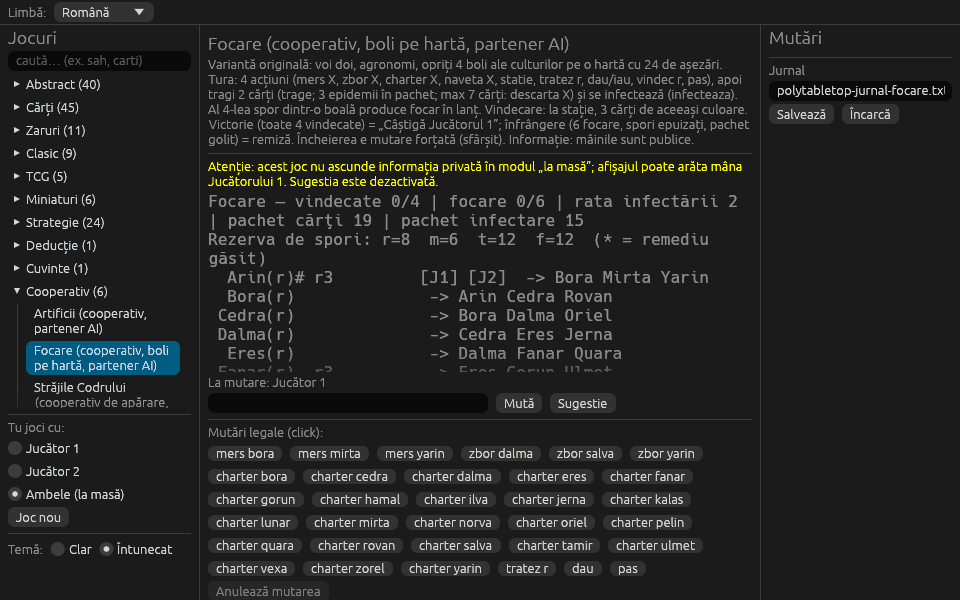 Limbă: Română
Jocuri
caută... (ex. sah, carti)
Abstract (40)
Cărți (45)
Zaruri (11)
Clasic (9)
TCG (5)
Miniaturi (6)
Strategie (24)
Deducție (1)
Cuvinte (1)
Cooperativ (6)
Artificii (cooperativ,
partener AI)
Focare (cooperativ, boli
pe hartă, partener AI)
Străjile Codrului
(cooperativ de apărare,
Tu joci cu:
Jucător 1
Jucător 2
Ambele (la masă)
Joc nou
Temă: Clar Întunecat
Focare (cooperativ, boli pe hartă, partener AI)
Variantă originală: voi doi, agronomi, opriți 4 boli ale culturilor pe o hartă cu 24 de așezări.
Tura: 4 acțiuni (mers X, zbor X, charter X, naveta X, statie, tratez r, dau/iau, vindec r, pas), apoi
tragi 2 cărți (trage; 3 epidemii în pachet; max 7 cărți: descarta X) și se infectează (infecteaza).
Al 4-lea spor dintr-o boală produce focar în lanț. Vindecare: la stație, 3 cărți de aceeași culoare.
Victorie (toate 4 vindecate) = „Câștigă Jucătorul 1”; înfrângere (6 focare, spori epuizați, pachet
golit) = remiză. Încheierea e mutare forțată (sfârșit). Informație: mâinile sunt publice.
Atenție: acest joc nu ascunde informația privată în modul „la masă”; afișajul poate arăta mâna
Jucătorului 1. Sugestia este dezactivată.
Focare — vindecate 0/4 | focare 0/6 | rata infectării 2
| pachet cărți 19 | pachet infectare 15
Rezerva de spori: r=8 m=6 t=12 f=12 (* = remediu
găsit)
Arin(r)# r3 [J1] [J2] -> Bora Mirta Yarin
Bora(r) -> Arin Cedra Rovan
Cedra(r) -> Bora Dalma Oriel
Dalma(r) -> Cedra Eres Jerna
Eres(r) -> Dalma Fanar Quara
Fanar(r) r3 -> Eres Gorun Ulmet
La mutare: Jucător 1
Mută Sugestie
Mutări legale (click):
mers bora mers mirta mers yarin zbor dalma zbor salva zbor yarin
charter bora charter cedra charter dalma charter eres charter fanar
charter gorun charter hamal charter ilva charter jerna charter kalas
charter lunar charter mirta charter norva charter oriel charter pelin
charter quara charter rovan charter salva charter tamir charter ulmet
charter vexa charter zorel charter yarin tratez r dau pas
Anulează mutarea
Mutări
Jurnal
polytabletop-jurnal-focare.txt
Salvează Încarcă